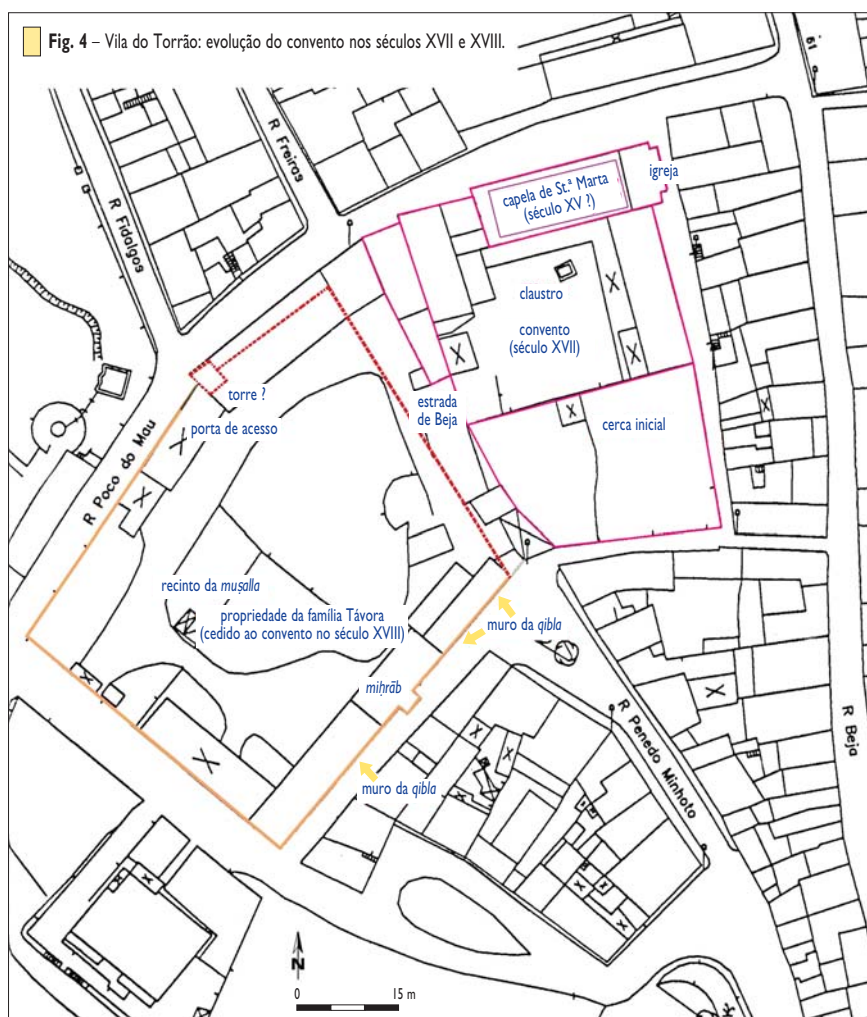 Fig. 4 – Vila do Torrão: evolução do convento nos séculos XVII e XVIII.
19
R Freiras
R Fidalgos
igreja
capela de St.ª Marta
(século XV ?)
claustro
convento
(século XVII)
torre ?
porta de acesso
estrada
de Beja
cerca inicial
R Poco do Mau
recinto da muṣalla
propriedade da família Távora
(cedido ao convento no século XVIII)
muro da qibla
miḥrāb
muro da qibla
R Penedo Minhoto
R Beja
N
0 15 m